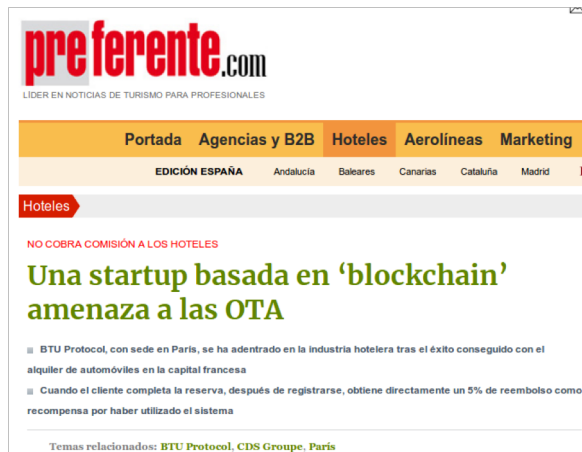 preferente.com
LÍDER EN NOTICIAS DE TURISMO PARA PROFESIONALES
Portada Agencias y B2B Hoteles Aerolíneas Marketing
EDICIÓN ESPAÑA Andalucía Baleares Canarias Cataluña Madrid
Hoteles
NO COBRA COMISIÓN A LOS HOTELES
Una startup basada en ‘blockchain’
amenaza a las OTA
BTU Protocol, con sede en París, se ha adentrado en la industria hotelera tras el éxito conseguido con el
alquiler de automóviles en la capital francesa
Cuando el cliente completa la reserva, después de registrarse, obtiene directamente un 5% de reembolso como
recompensa por haber utilizado el sistema
Temas relacionados: BTU Protocol, CDS Groupe, París